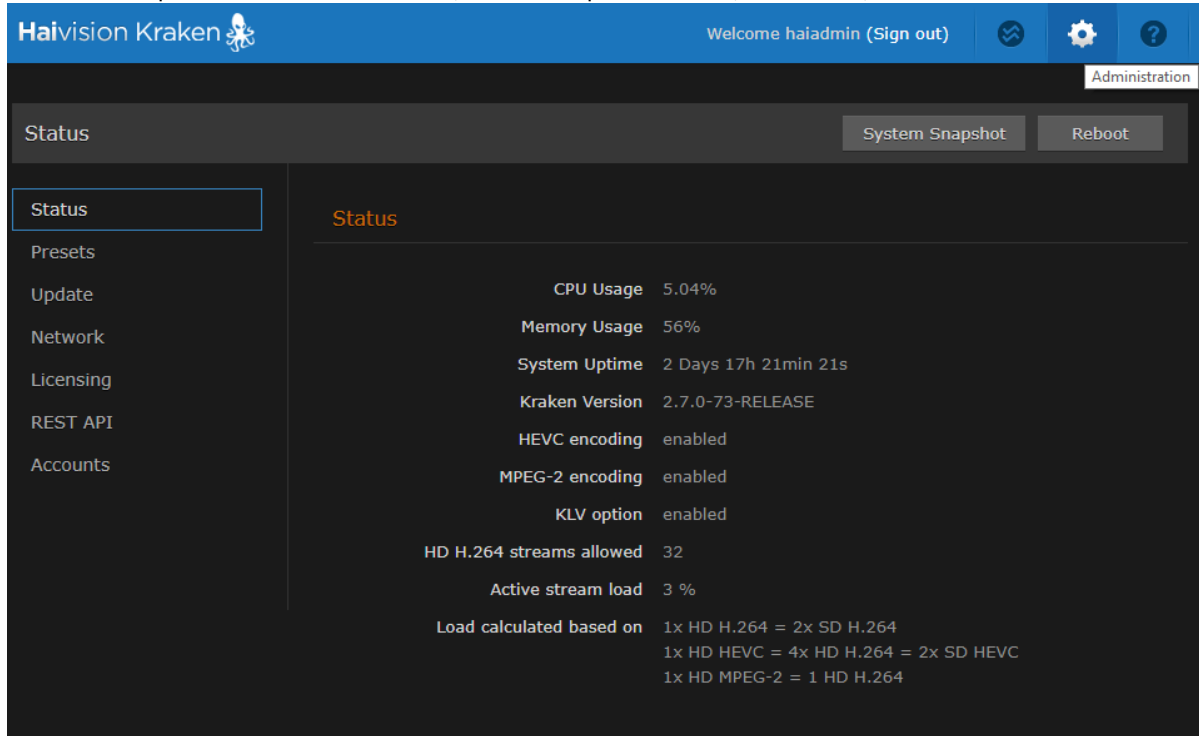 Haivision Kraken
Welcome haiadmin (Sign out)
?
Administration
Status
System Snapshot
Reboot
Status
Presets
Update
Network
Licensing
REST API
Accounts
Status
CPU Usage 5.04%
Memory Usage 56%
System Uptime 2 Days 17h 21min 21s
Kraken Version 2.7.0-73-RELEASE
HEVC encoding enabled
MPEG-2 encoding enabled
KLV option enabled
HD H.264 streams allowed 32
Active stream load 3 %
Load calculated based on 1x HD H.264 = 2x SD H.264
1x HD HEVC = 4x HD H.264 = 2x SD HEVC
1x HD MPEG-2 = 1 HD H.264